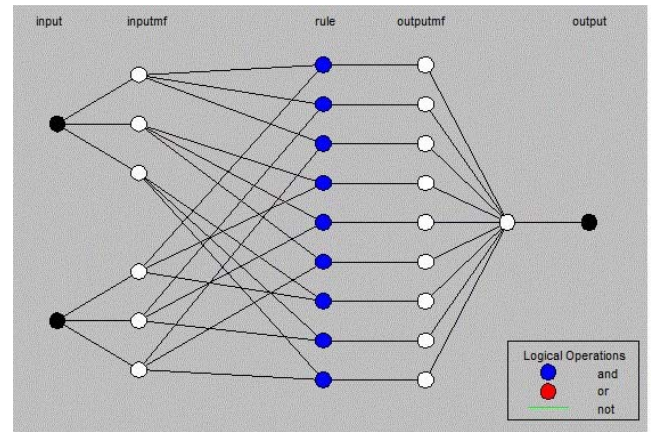 input inputmf rule outputmf output
Logical Operations
and
or
not